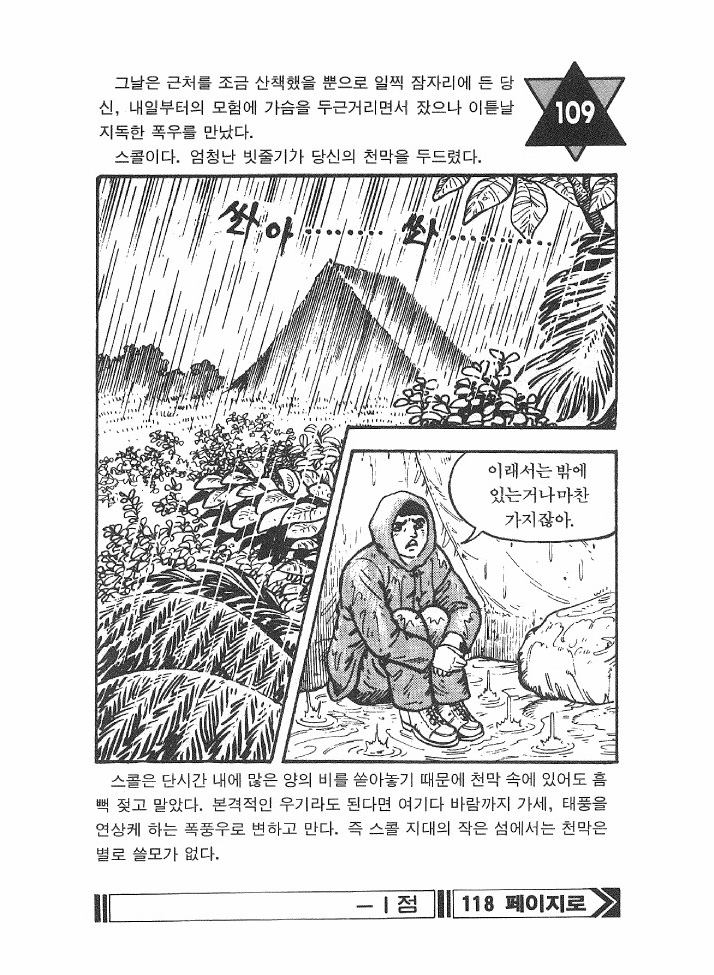 그날은 근처를 조금 산책했을 뿐으로 일찍 잠자리에 든 당
신, 내일부터의 모험에 가슴을 두근거리면서 잤으나 이튿날
지독한 폭우를 만났다.
스콜이다. 엄청난 빗줄기가 당신의 천막을 두드렸다.
109
쏴아........ 쏴..........
이래서는 밖에
있는거나 마찬
가지잖아.
스콜은 단시간 내에 많은 양의 비를 쏟아놓기 때문에 천막 속에 있어도 흠
뻑 젖고 말았다. 본격적인 우기라도 된다면 여기다 바람까지 가세, 태풍을
연상케 하는 폭풍우로 변하고 만다. 즉 스콜 지대의 작은 섬에서는 천막은
별로 쓸모가 없다.
－1점
118 페이지로